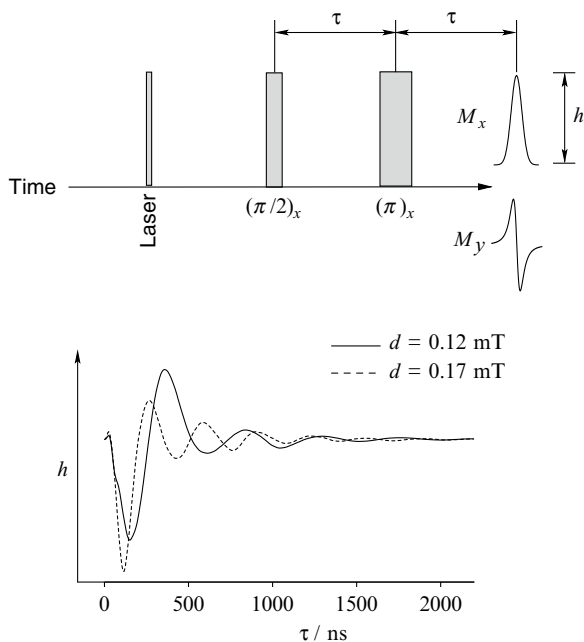 τ τ
M_x
h
Time
Laser
(π/2)_x
(π)_x
M_y
d = 0.12 mT
d = 0.17 mT
h
0 500 1000 1500 2000
τ / ns